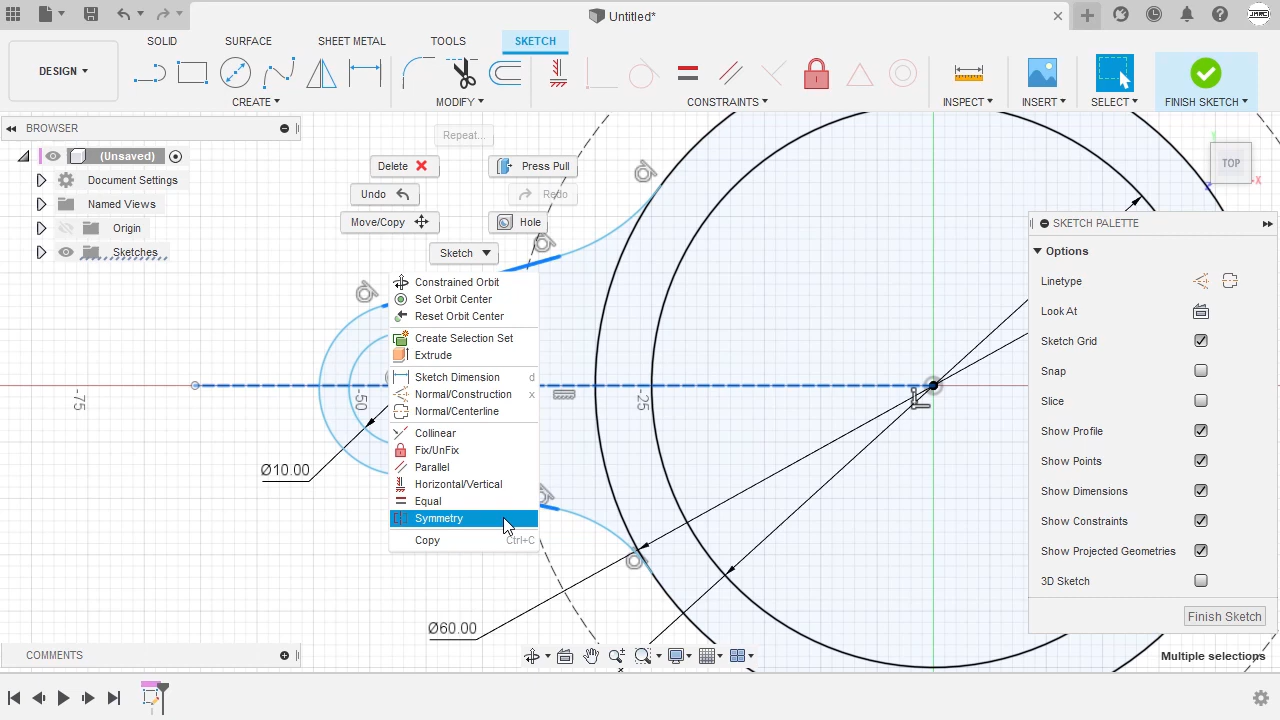 Untitled*
JMRC
SOLID
SURFACE
SHEET METAL
TOOLS
SKETCH
DESIGN
CREATE
MODIFY
CONSTRAINTS
INSPECT
INSERT
SELECT
FINISH SKETCH
BROWSER
(Unsaved)
Document Settings
Named Views
Origin
Sketches
Repeat...
Delete
Press Pull
Undo
Redo
Move/Copy
Hole
Sketch
Constrained Orbit
Set Orbit Center
Reset Orbit Center
Create Selection Set
Extrude
Sketch Dimension d
Normal/Construction x
Normal/Centerline
Collinear
Fix/UnFix
Parallel
Horizontal/Vertical
Equal
Symmetry
Copy Ctrl+C
-75
-50
-25
Ø10.00
Ø60.00
TOP
X
Y
Z
SKETCH PALETTE
Options
Linetype
Look At
Sketch Grid
Snap
Slice
Show Profile
Show Points
Show Dimensions
Show Constraints
Show Projected Geometries
3D Sketch
Finish Sketch
COMMENTS
Multiple selections